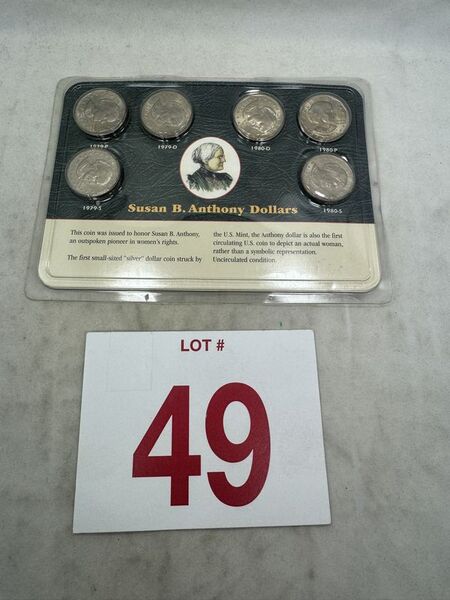 1979-P
1979-D
1980-D
1980-P
1979-S
1980-S
Susan B. Anthony Dollars
This coin was issued to honor Susan B. Anthony,
an outspoken pioneer in women's rights.
The first small-sized "silver" dollar coin struck by
the U.S. Mint, the Anthony dollar is also the first
circulating U.S. coin to depict an actual woman,
rather than a symbolic representation.
Uncirculated condition.
LOT #
49